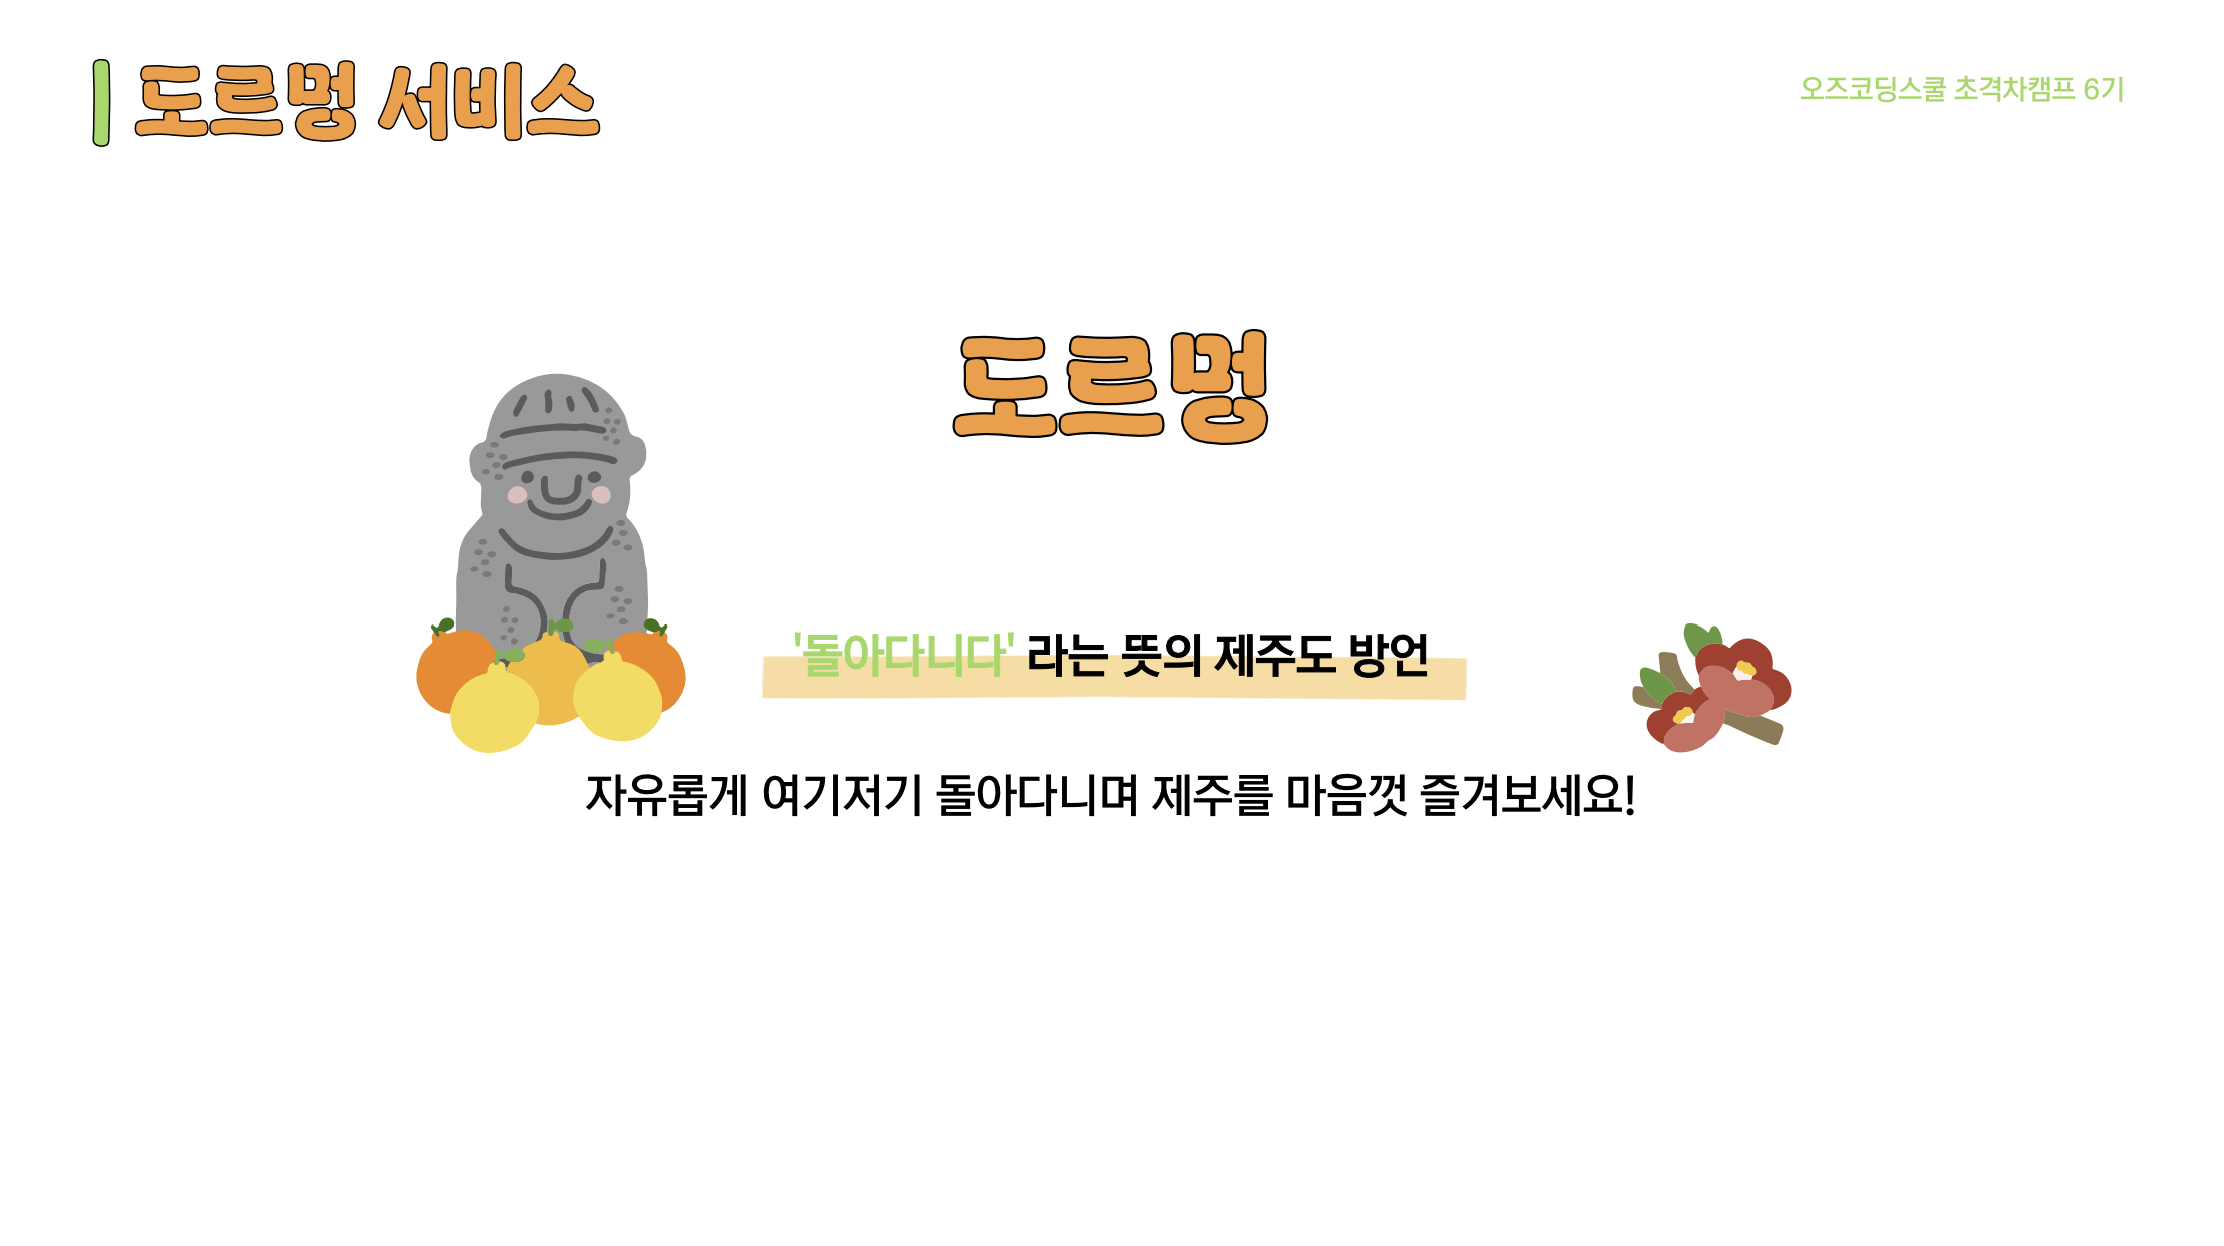 도르멍 서비스
오즈코딩스쿨 초격차캠프 6기
도르멍
'돌아다니다' 라는 뜻의 제주도 방언
자유롭게 여기저기 돌아다니며 제주를 마음껏 즐겨보세요!